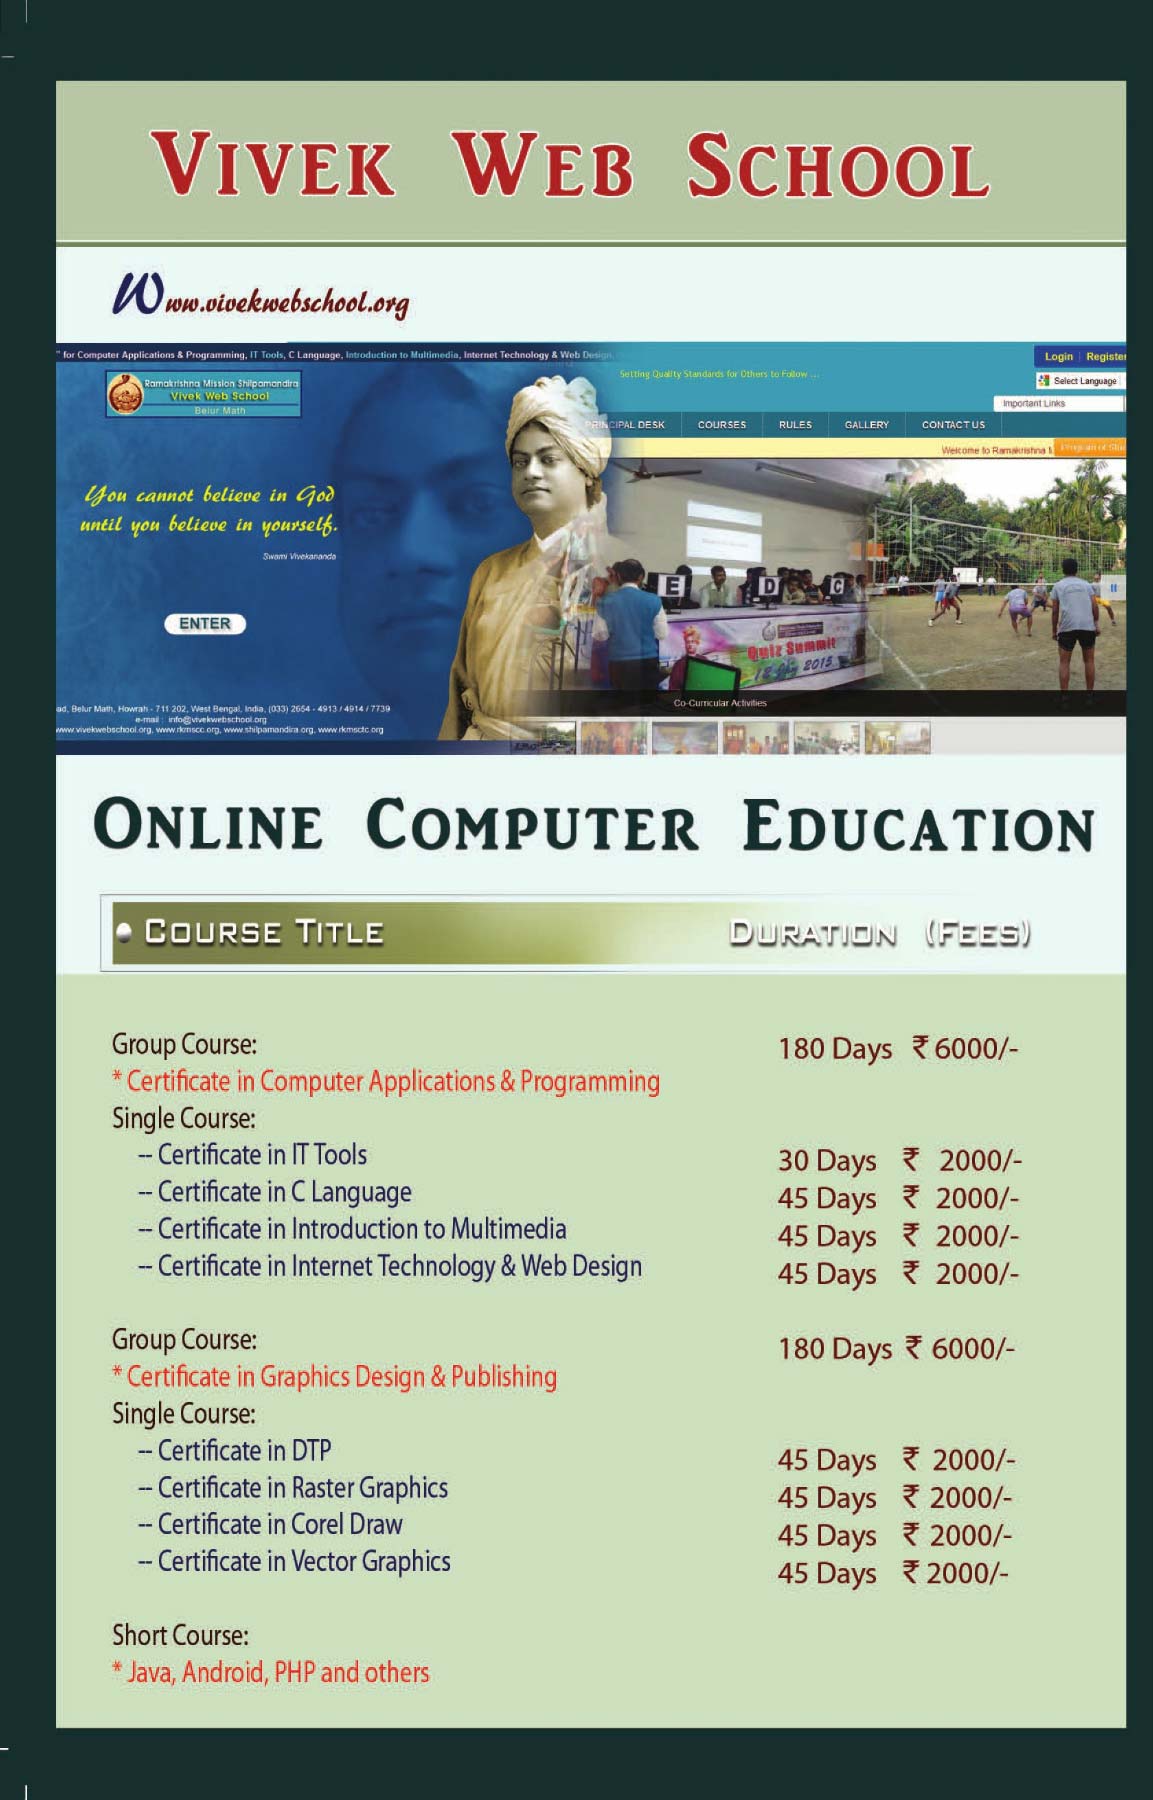 VIVEK WEB SCHOOL
Www.vivekwebschool.org
" for Computer Applications & Programming, IT Tools, C Language, Introduction to Multimedia, Internet Technology & Web Design,
Login | Register
Setting Quality Standards for Others to Follow ...
Select Language
Ramakrishna Mission Shilpamandira
Vivek Web School
Belur Math
Important Links
PRINCIPAL DESK COURSES RULES GALLERY CONTACT US
Welcome to Ramakrishna
You cannot believe in God
until you believe in yourself.
Swami Vivekananda
E D C
ENTER
Quiz Summit
2015
Co-Curricular Activities
ad, Belur Math, Howrah - 711 202, West Bengal, India, (033) 2654 - 4913 / 4914 / 7739
e-mail : info@vivekwebschool.org
www.vivekwebschool.org, www.rkmscc.org, www.shilpamandira.org, www.rkmsctc.org
ONLINE COMPUTER EDUCATION
COURSE TITLE DURATION (FEES)
Group Course: 180 Days ₹ 6000/-
* Certificate in Computer Applications & Programming
Single Course:
-- Certificate in IT Tools 30 Days ₹ 2000/-
-- Certificate in C Language 45 Days ₹ 2000/-
-- Certificate in Introduction to Multimedia 45 Days ₹ 2000/-
-- Certificate in Internet Technology & Web Design 45 Days ₹ 2000/-
Group Course: 180 Days ₹ 6000/-
* Certificate in Graphics Design & Publishing
Single Course:
-- Certificate in DTP 45 Days ₹ 2000/-
-- Certificate in Raster Graphics 45 Days ₹ 2000/-
-- Certificate in Corel Draw 45 Days ₹ 2000/-
-- Certificate in Vector Graphics 45 Days ₹ 2000/-
Short Course:
* Java, Android, PHP and others